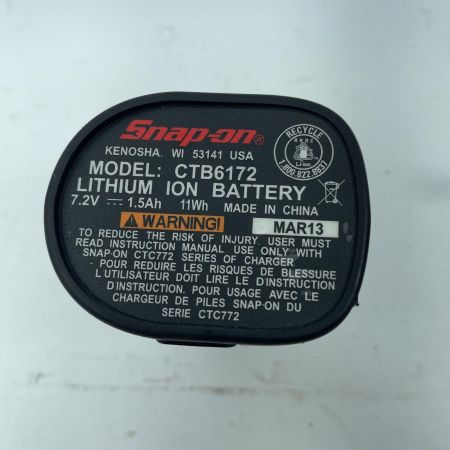 Snap-on®
KENOSHA. WI 53141 USA
MODEL: CTB6172
LITHIUM ION BATTERY
7.2V ⎓ 1.5Ah 11Wh MADE IN CHINA
RECYCLE
RBRC
Li-ion
1.800.822.8837
⚠ WARNING! MAR13
TO REDUCE THE RISK OF INJURY. USER MUST
READ INSTRUCTION MANUAL USE ONLY WITH
SNAP-ON CTC772 SERIES OF CHARGER
- POUR REDUIRE LES RISQUES DE BLESSURE
L'UTILISATEUR DOIT LIRE LE D'INSTRUCTION
D'INSTRUCTION. POUR USAGE AVEC LE
CHARGEUR DE PILES SNAP-ON DU
SERIE CTC772